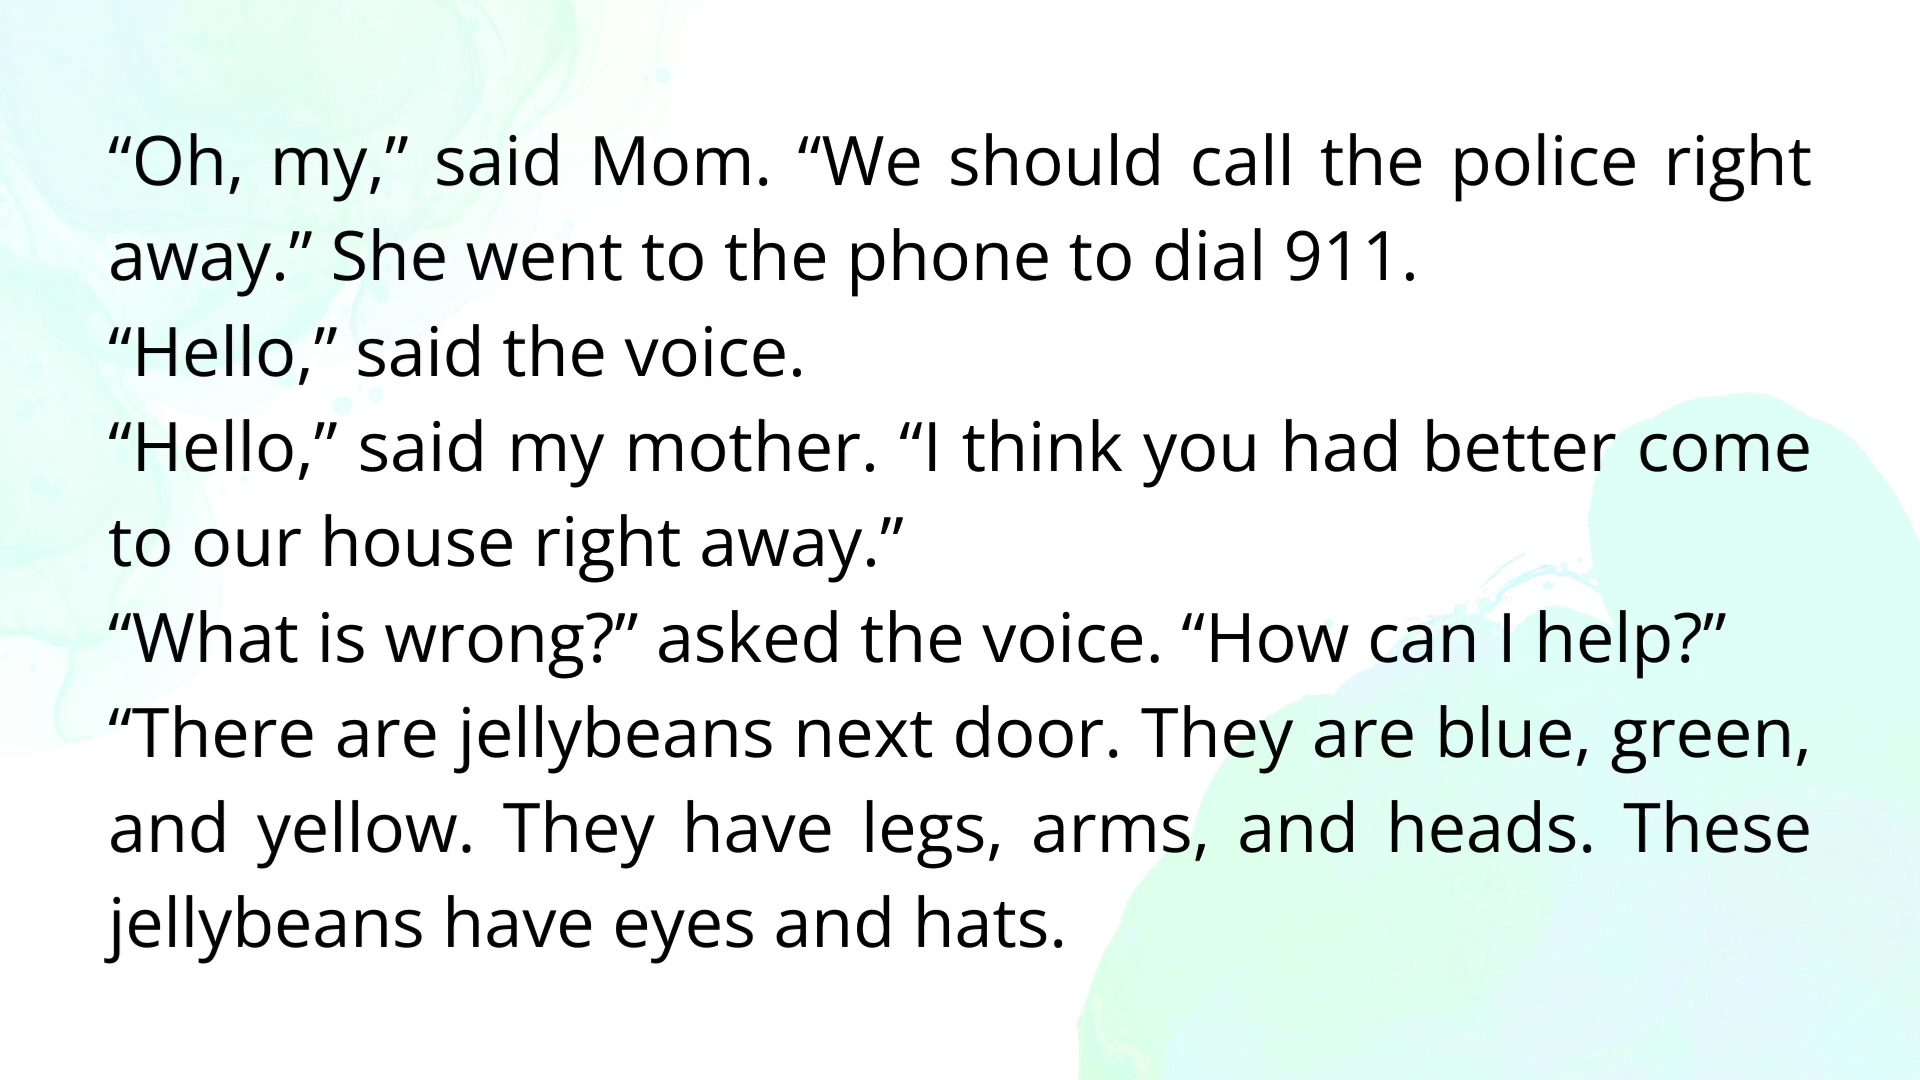 “Oh, my,” said Mom. “We should call the police right
away.” She went to the phone to dial 911.
“Hello,” said the voice.
“Hello,” said my mother. “I think you had better come
to our house right away.”
“What is wrong?” asked the voice. “How can I help?”
“There are jellybeans next door. They are blue, green,
and yellow. They have legs, arms, and heads. These
jellybeans have eyes and hats.